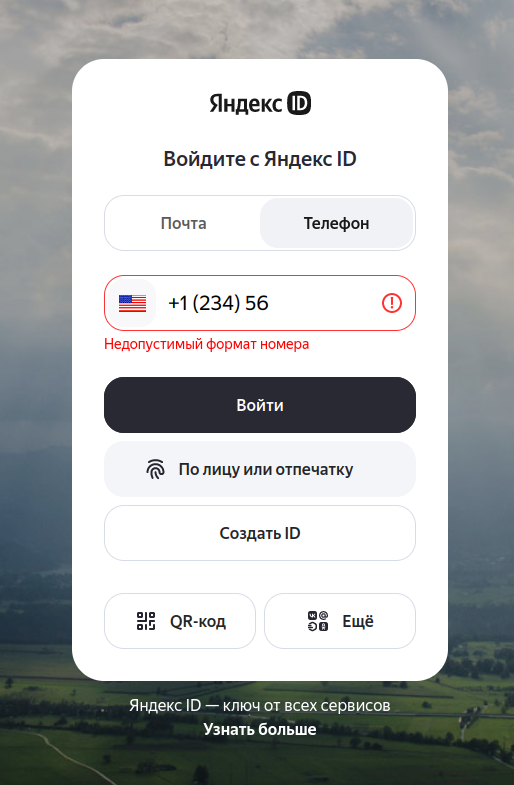 Яндекс ID
Войдите с Яндекс ID
Почта Телефон
+1 (234) 56
Недопустимый формат номера
Войти
По лицу или отпечатку
Создать ID
QR-код Ещё
Яндекс ID — ключ от всех сервисов
Узнать больше